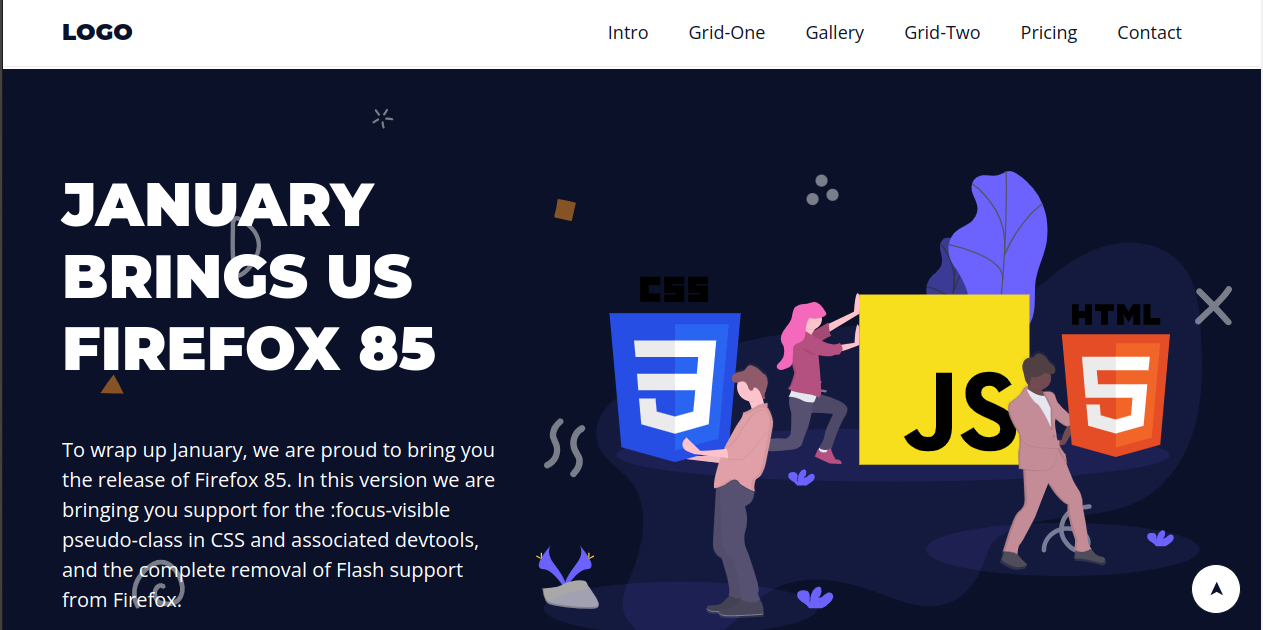 LOGO
Intro Grid-One Gallery Grid-Two Pricing Contact
JANUARY
BRINGS US
FIREFOX 85
To wrap up January, we are proud to bring you
the release of Firefox 85. In this version we are
bringing you support for the :focus-visible
pseudo-class in CSS and associated devtools,
and the complete removal of Flash support
from Firefox.
CSS
3
JS
HTML
5